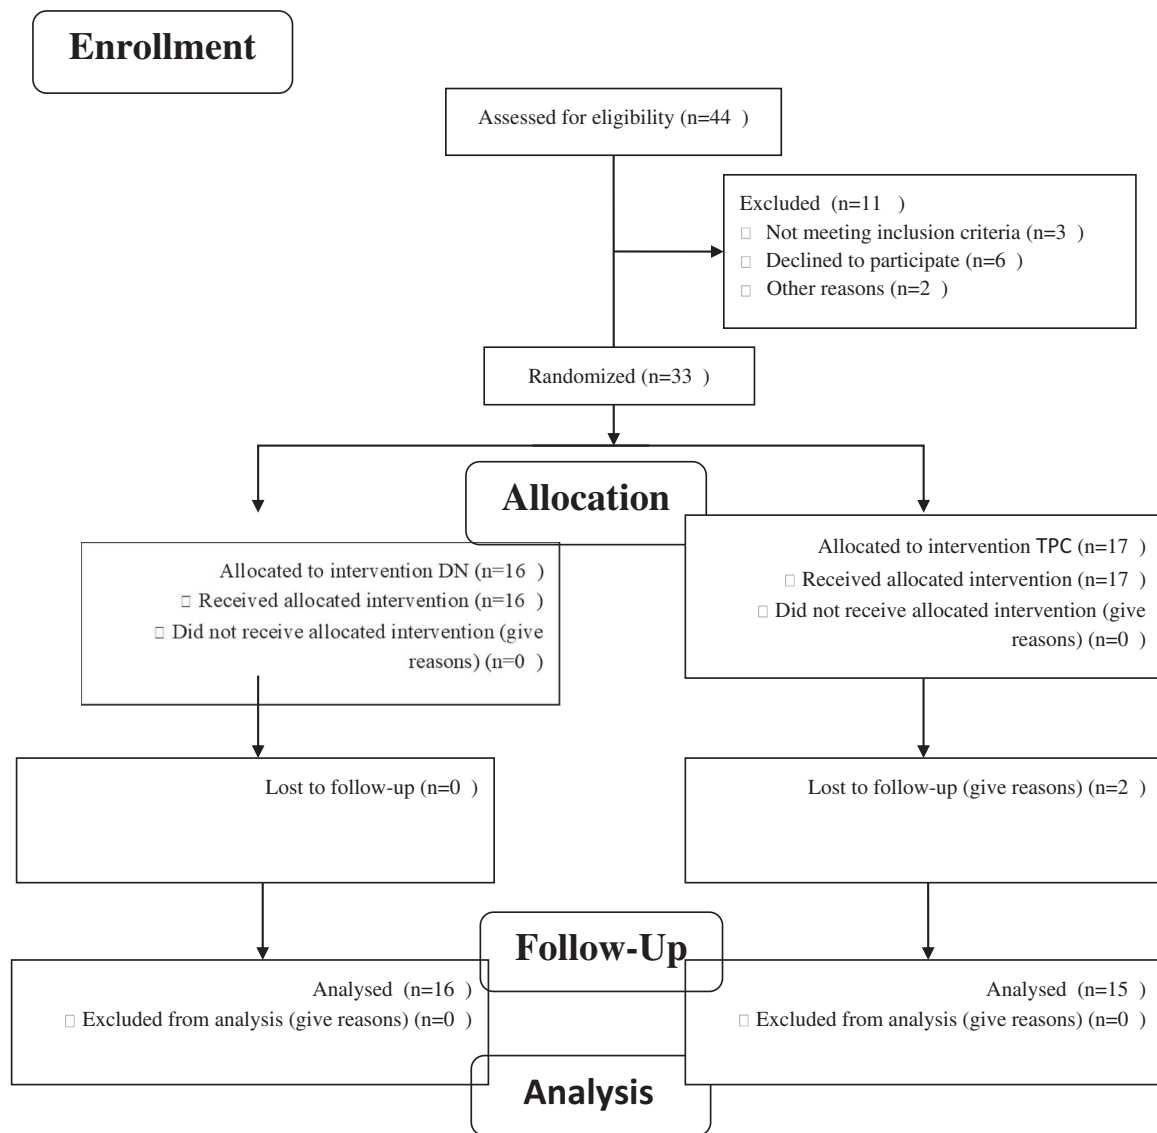 Enrollment
Assessed for eligibility (n=44 )
Excluded (n=11 )
□ Not meeting inclusion criteria (n=3 )
□ Declined to participate (n=6 )
□ Other reasons (n=2 )
Randomized (n=33 )
Allocation
Allocated to intervention DN (n=16 )
□ Received allocated intervention (n=16 )
□ Did not receive allocated intervention (give
reasons) (n=0 )
Allocated to intervention TPC (n=17 )
□ Received allocated intervention (n=17 )
□ Did not receive allocated intervention (give
reasons) (n=0 )
Lost to follow-up (n=0 )
Lost to follow-up (give reasons) (n=2 )
Follow-Up
Analysed (n=16 )
□ Excluded from analysis (give reasons) (n=0 )
Analysed (n=15 )
□ Excluded from analysis (give reasons) (n=0 )
Analysis